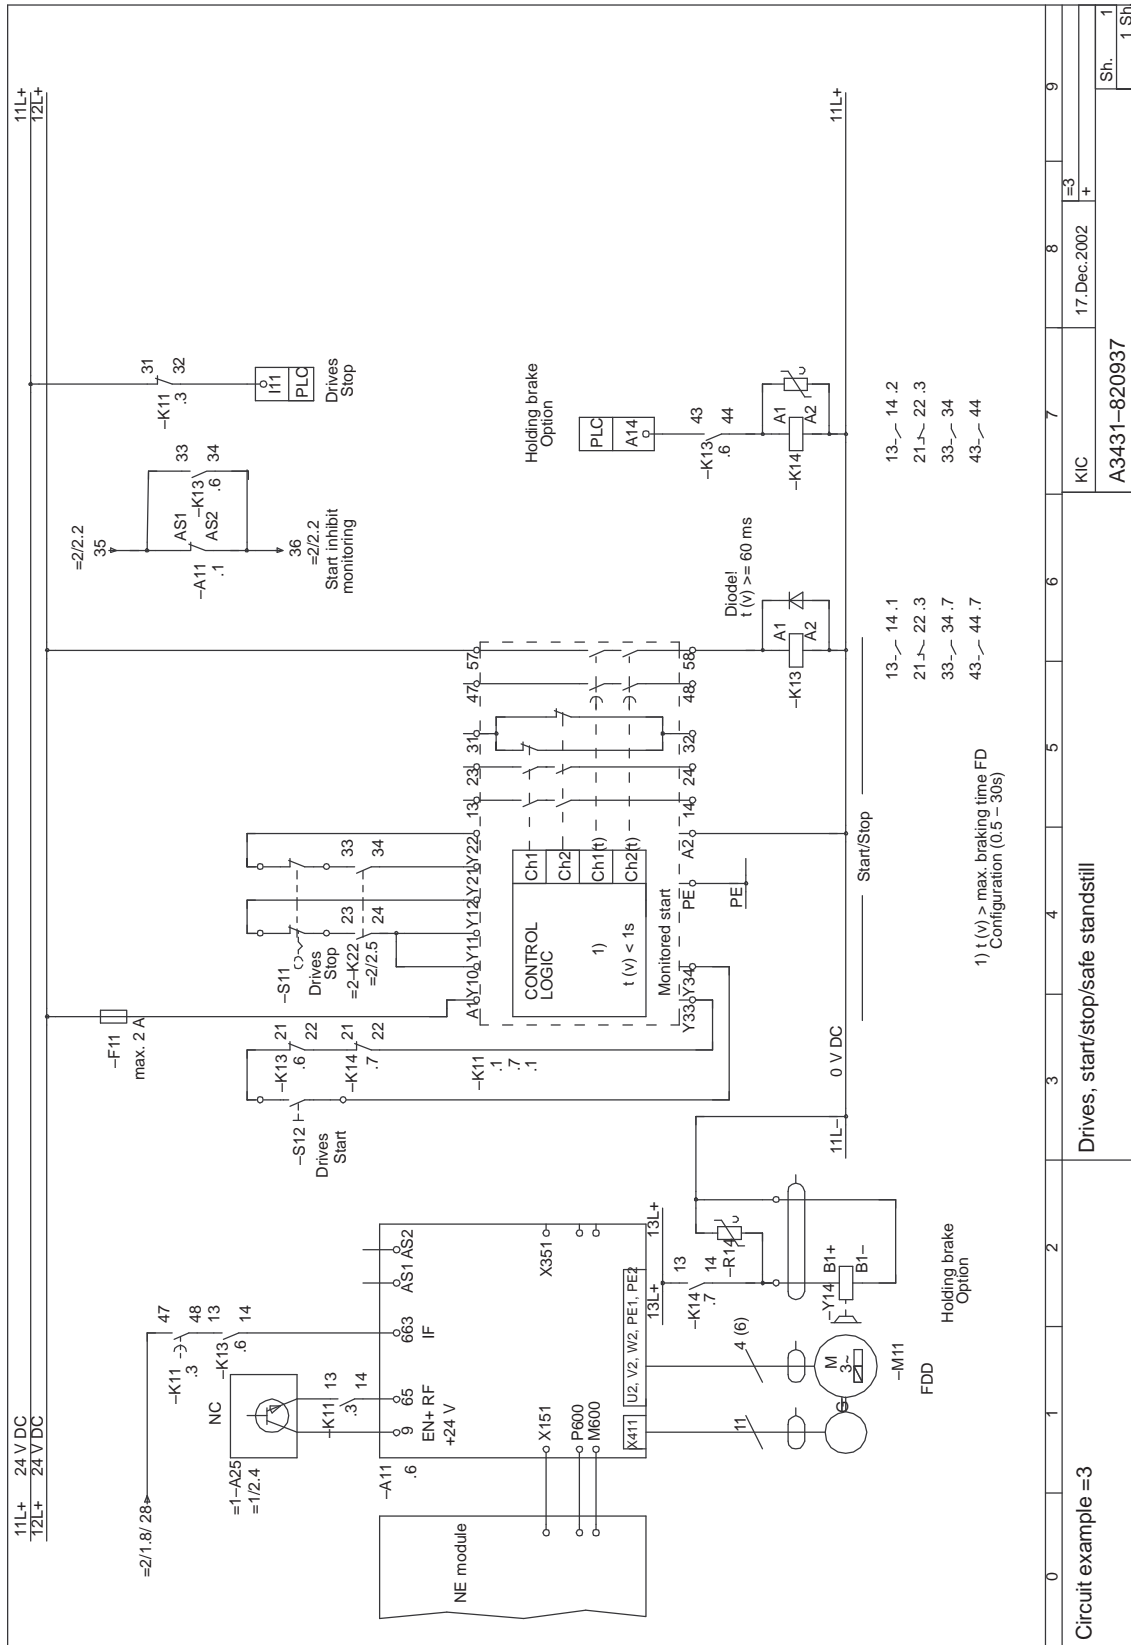 11L+ 24 V DC
12L+ 24 V DC
11L+
12L+
=2/1.8/ 28
–K11
.3
47
48
–K13
.6
13
14
=1–A25
=1/2.4
NC
–K11
.3
13
14
–A11
.6
9
65
663
AS1
AS2
EN+ RF
+24 V
IF
NE module
X151
P600
M600
X351
X411
U2, V2, W2, PE1, PE2
11
4 (6)
G
M
3~
–M11
FDD
13L+
13L+
–K14
.7
13
14
–R14
U
–Y14
B1+
B1–
Holding brake
Option
–S12
Drives
Start
–K13
.6
21
22
–K14
.7
21
22
–F11
max. 2 A
–S11
Drives
Stop
=2–K22
=2/2.5
23
24
33
34
–K11
.1
.7
.1
A1
Y10
Y11
Y12
Y21
Y22
13
23
31
47
57
CONTROL
LOGIC
1)
t (v) < 1s
Ch1
Ch2
Ch1(t)
Ch2(t)
Monitored start
Y33
Y34
PE
A2
14
24
32
48
58
PE
11L–
0 V DC
Start/Stop
11L+
=2/2.2
35
–A11
.1
AS1
AS2
–K13
.6
33
34
36
=2/2.2
Start inhibit
monitoring
–K11
.3
31
32
I11
PLC
Drives
Stop
Holding brake
Option
PLC
A14
–K13
.6
43
44
–K14
A1
A2
U
Diode!
t (v) >= 60 ms
–K13
A1
A2
13 14 .1
21 22 .3
33 34 .7
43 44 .7
13 14 .2
21 22 .3
33 34
43 44
1) t (v) > max. braking time FD
Configuration (0.5 – 30s)
0 1 2 3 4 5 6 7 8 9
Circuit example =3
Drives, start/stop/safe standstill
KIC
17.Dec.2002
=3
+
A3431–820937
Sh. 1
1 Sh